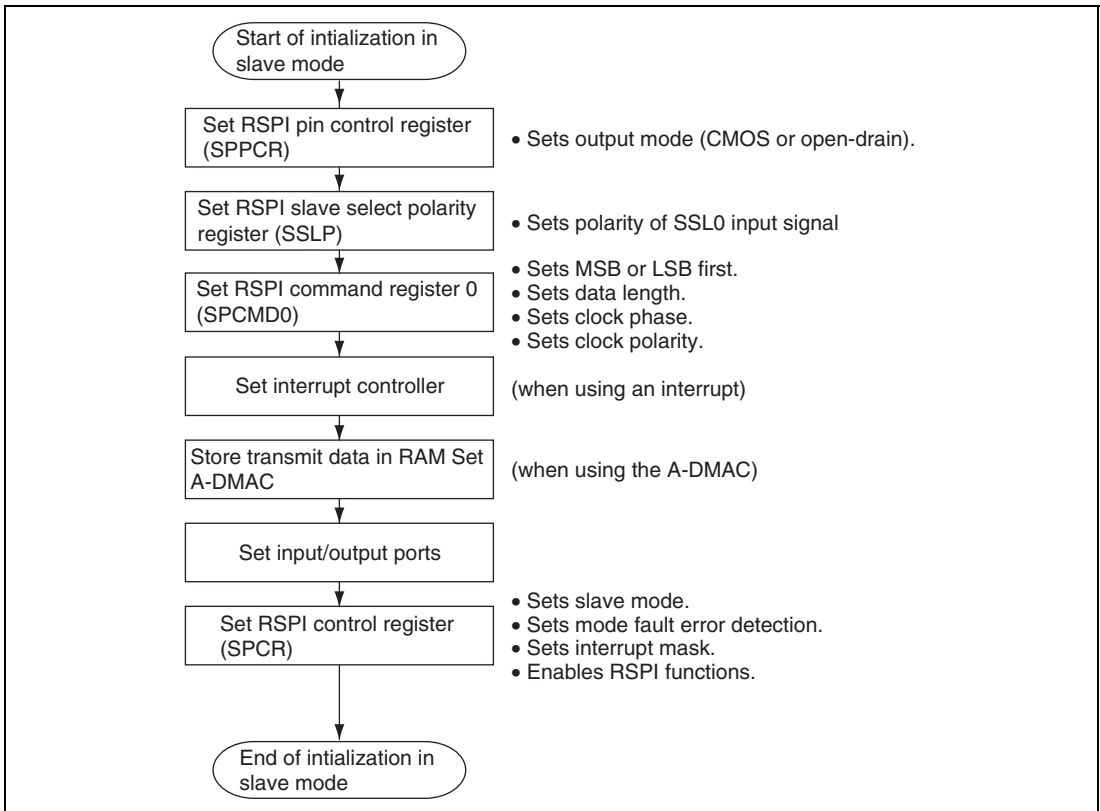 Start of intialization in
slave mode
Set RSPI pin control register
(SPPCR)
• Sets output mode (CMOS or open-drain).
Set RSPI slave select polarity
register (SSLP)
• Sets polarity of SSL0 input signal
Set RSPI command register 0
(SPCMD0)
• Sets MSB or LSB first.
• Sets data length.
• Sets clock phase.
• Sets clock polarity.
Set interrupt controller
(when using an interrupt)
Store transmit data in RAM Set
A-DMAC
(when using the A-DMAC)
Set input/output ports
Set RSPI control register
(SPCR)
• Sets slave mode.
• Sets mode fault error detection.
• Sets interrupt mask.
• Enables RSPI functions.
End of intialization in
slave mode